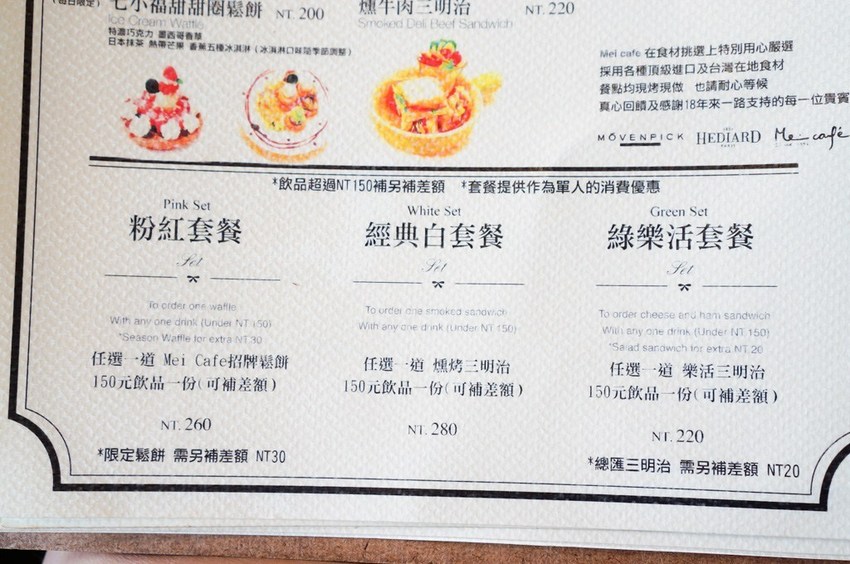 (每日限定)
七小福甜甜圈鬆餅 NT. 200
Ice Cream Waffle
特濃巧克力 墨西哥香草
日本抹茶 熱帶芒果 香蕉五種冰淇淋(冰淇淋口味隨季節調整)
燻牛肉三明治 NT. 220
Smoked Deli Beef Sandwich
Mei cafe 在食材挑選上特別用心嚴選
採用各種頂級進口及台灣在地食材
餐點均現烤現做 也請耐心等候
真心回饋及感謝18年來一路支持的每一位貴賓
MÖVENPICK HEDIARD Mei café
*飲品超過NT150補另補差額 *套餐提供作為單人的消費優惠
Pink Set
粉紅套餐
Set
To order one waffle
With any one drink (Under NT.150)
*Season Waffle for extra NT.30
任選一道 Mei Cafe招牌鬆餅
150元飲品一份(可補差額)
NT. 260
*限定鬆餅 需另補差額 NT30
White Set
經典白套餐
Set
To order one smoked sandwich
With any one drink (Under NT.150)
任選一道 燻烤三明治
150元飲品一份(可補差額)
NT. 280
Green Set
綠樂活套餐
Set
To order cheese and ham sandwich
With any one drink (Under NT.150)
*Salad sandwich for extra NT.20
任選一道 樂活三明治
150元飲品一份(可補差額)
NT. 220
*總匯三明治 需另補差額 NT20